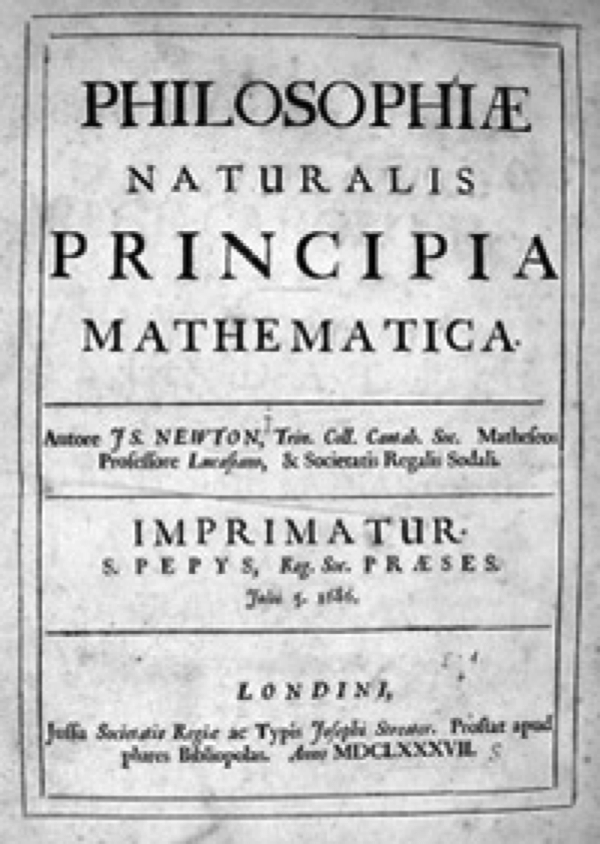 PHILOSOPHIÆ
NATURALIS
PRINCIPIA
MATHEMATICA.
Autore J S. NEWTON, Trin. Coll. Cantab. Soc. Matheseos
Professore Lucasiano, & Societatis Regalis Sodali.
IMPRIMATUR.
S. PEPYS, Reg. Soc. PRÆSES.
Julii 5. 1686.
LONDINI,
Jussu Societatis Regiæ ac Typis Josephi Streater. Prostat apud
plures Bibliopolas. Anno MDCLXXXVII.